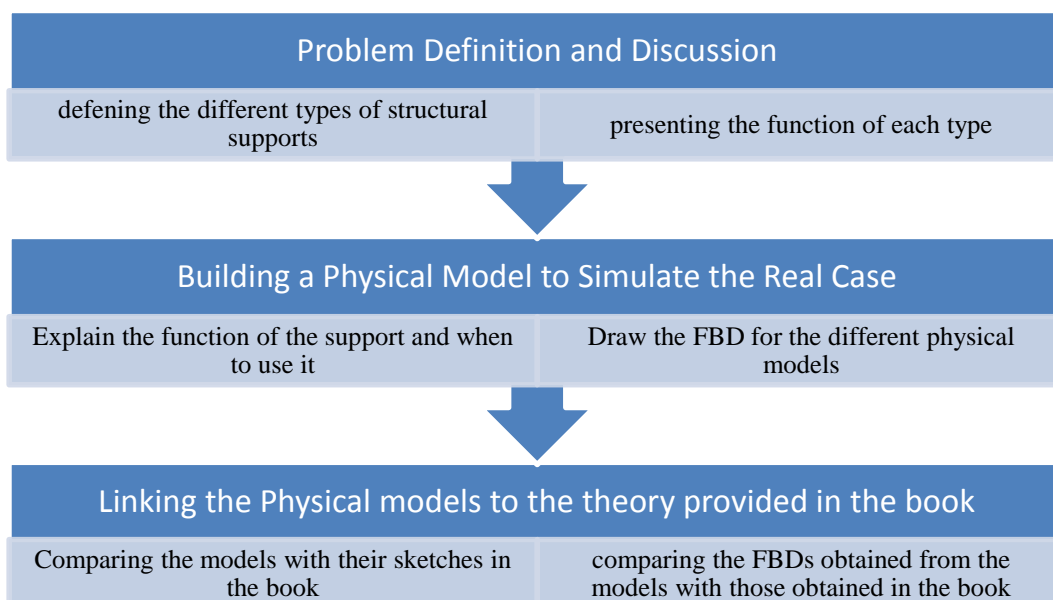 Problem Definition and Discussion
defening the different types of structural
supports
presenting the function of each type
Building a Physical Model to Simulate the Real Case
Explain the function of the support and when
to use it
Draw the FBD for the different physical
models
Linking the Physical models to the theory provided in the book
Comparing the models with their sketches in
the book
comparing the FBDs obtained from the
models with those obtained in the book